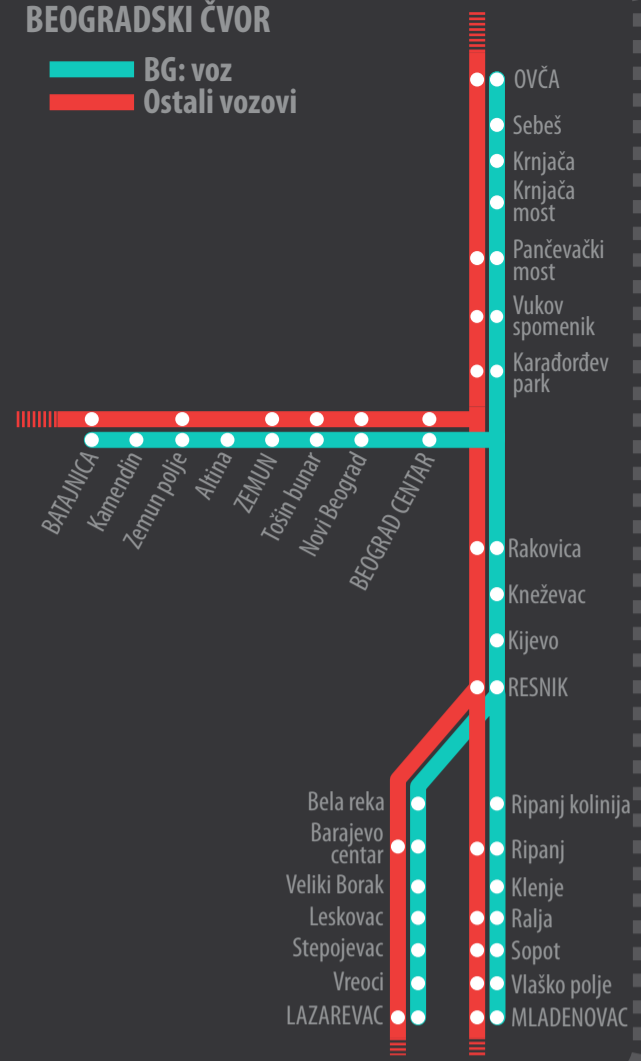 BEOGRADSKI ČVOR
BG: voz
Ostali vozovi
OVČA
Sebeš
Krnjača
Krnjača
most
Pančevački
most
Vukov
spomenik
Karađorđev
park
BATAJNICA
Kamendin
Zemun polje
Altina
ZEMUN
Tošin bunar
Novi Beograd
BEOGRAD CENTAR
Rakovica
Kneževac
Kijevo
RESNIK
Bela reka
Barajevo
centar
Veliki Borak
Leskovac
Stepojevac
Vreoci
LAZAREVAC
Ripanj kolinija
Ripanj
Klenje
Ralja
Sopot
Vlaško polje
MLADENOVAC